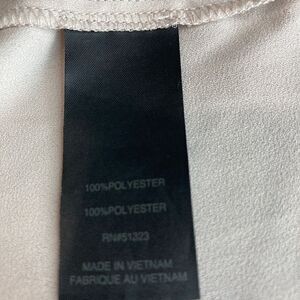 100%POLYESTER
100%POLYESTER
RN#51323
MADE IN VIETNAM
FABRIQUE AU VIETNAM